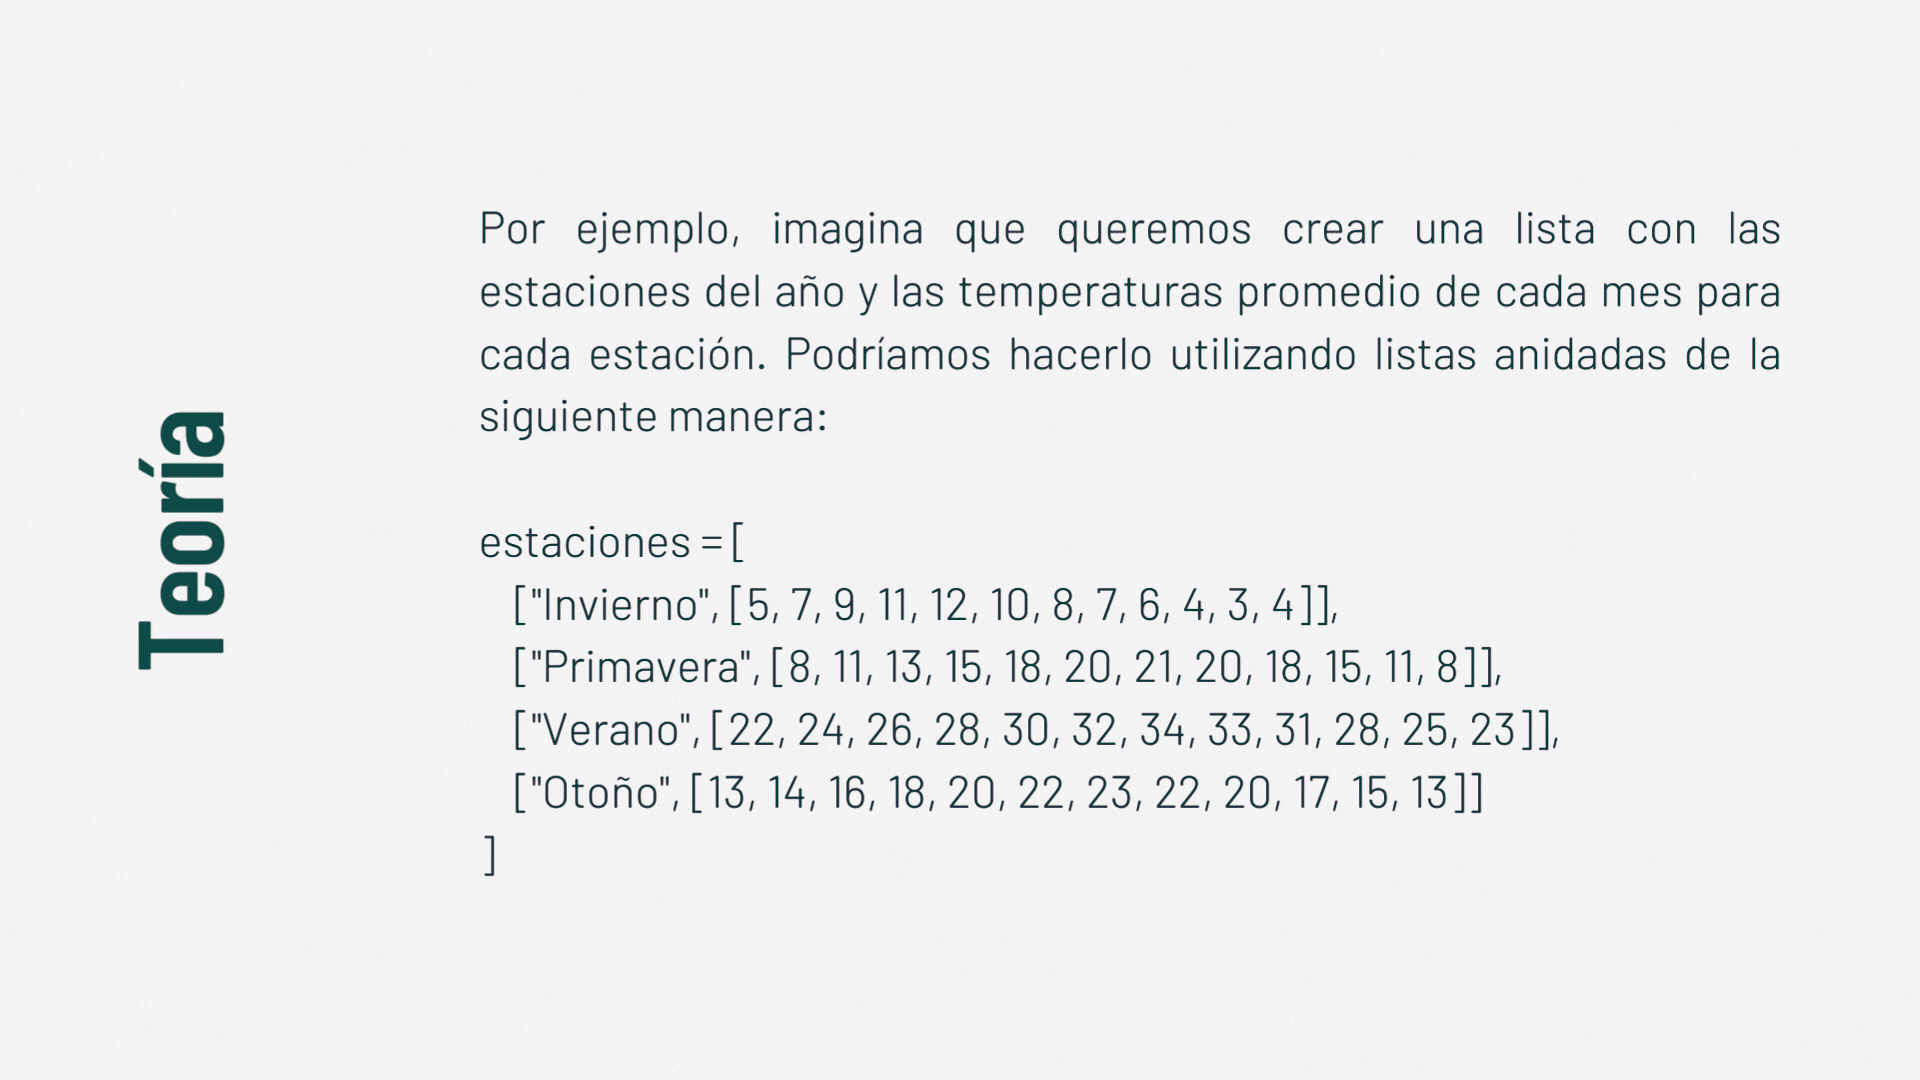 Teoría
Por ejemplo, imagina que queremos crear una lista con las
estaciones del año y las temperaturas promedio de cada mes para
cada estación. Podríamos hacerlo utilizando listas anidadas de la
siguiente manera:
estaciones = [
["Invierno", [5, 7, 9, 11, 12, 10, 8, 7, 6, 4, 3, 4]],
["Primavera", [8, 11, 13, 15, 18, 20, 21, 20, 18, 15, 11, 8]],
["Verano", [22, 24, 26, 28, 30, 32, 34, 33, 31, 28, 25, 23]],
["Otoño", [13, 14, 16, 18, 20, 22, 23, 22, 20, 17, 15, 13]]
]